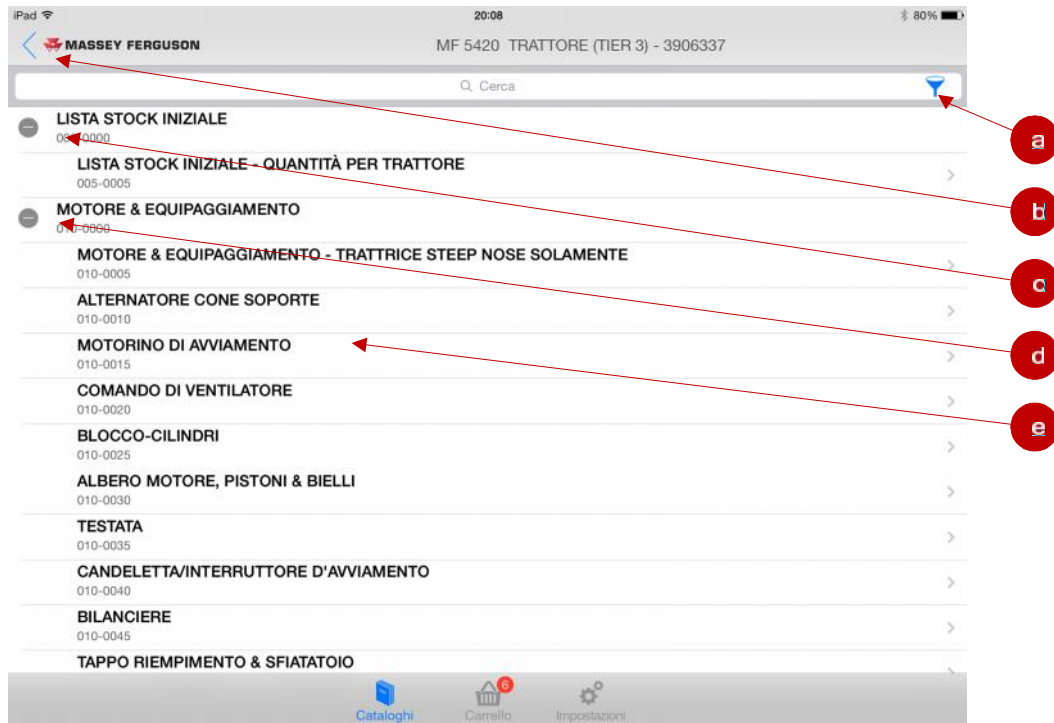 iPad 20:08 80%
MASSEY FERGUSON MF 5420 TRATTORE (TIER 3) - 3906337
Cerca
LISTA STOCK INIZIALE
005-0000
LISTA STOCK INIZIALE - QUANTITÀ PER TRATTORE
005-0005
MOTORE & EQUIPAGGIAMENTO
010-0000
MOTORE & EQUIPAGGIAMENTO - TRATTRICE STEEP NOSE SOLAMENTE
010-0005
ALTERNATORE CONE SOPORTE
010-0010
MOTORINO DI AVVIAMENTO
010-0015
COMANDO DI VENTILATORE
010-0020
BLOCCO-CILINDRI
010-0025
ALBERO MOTORE, PISTONI & BIELLI
010-0030
TESTATA
010-0035
CANDELETTA/INTERRUTTORE D'AVVIAMENTO
010-0040
BILANCIERE
010-0045
TAPPO RIEMPIMENTO & SFIATATOIO
6
Cataloghi Carrello Impostazioni
a
b
c
d
e